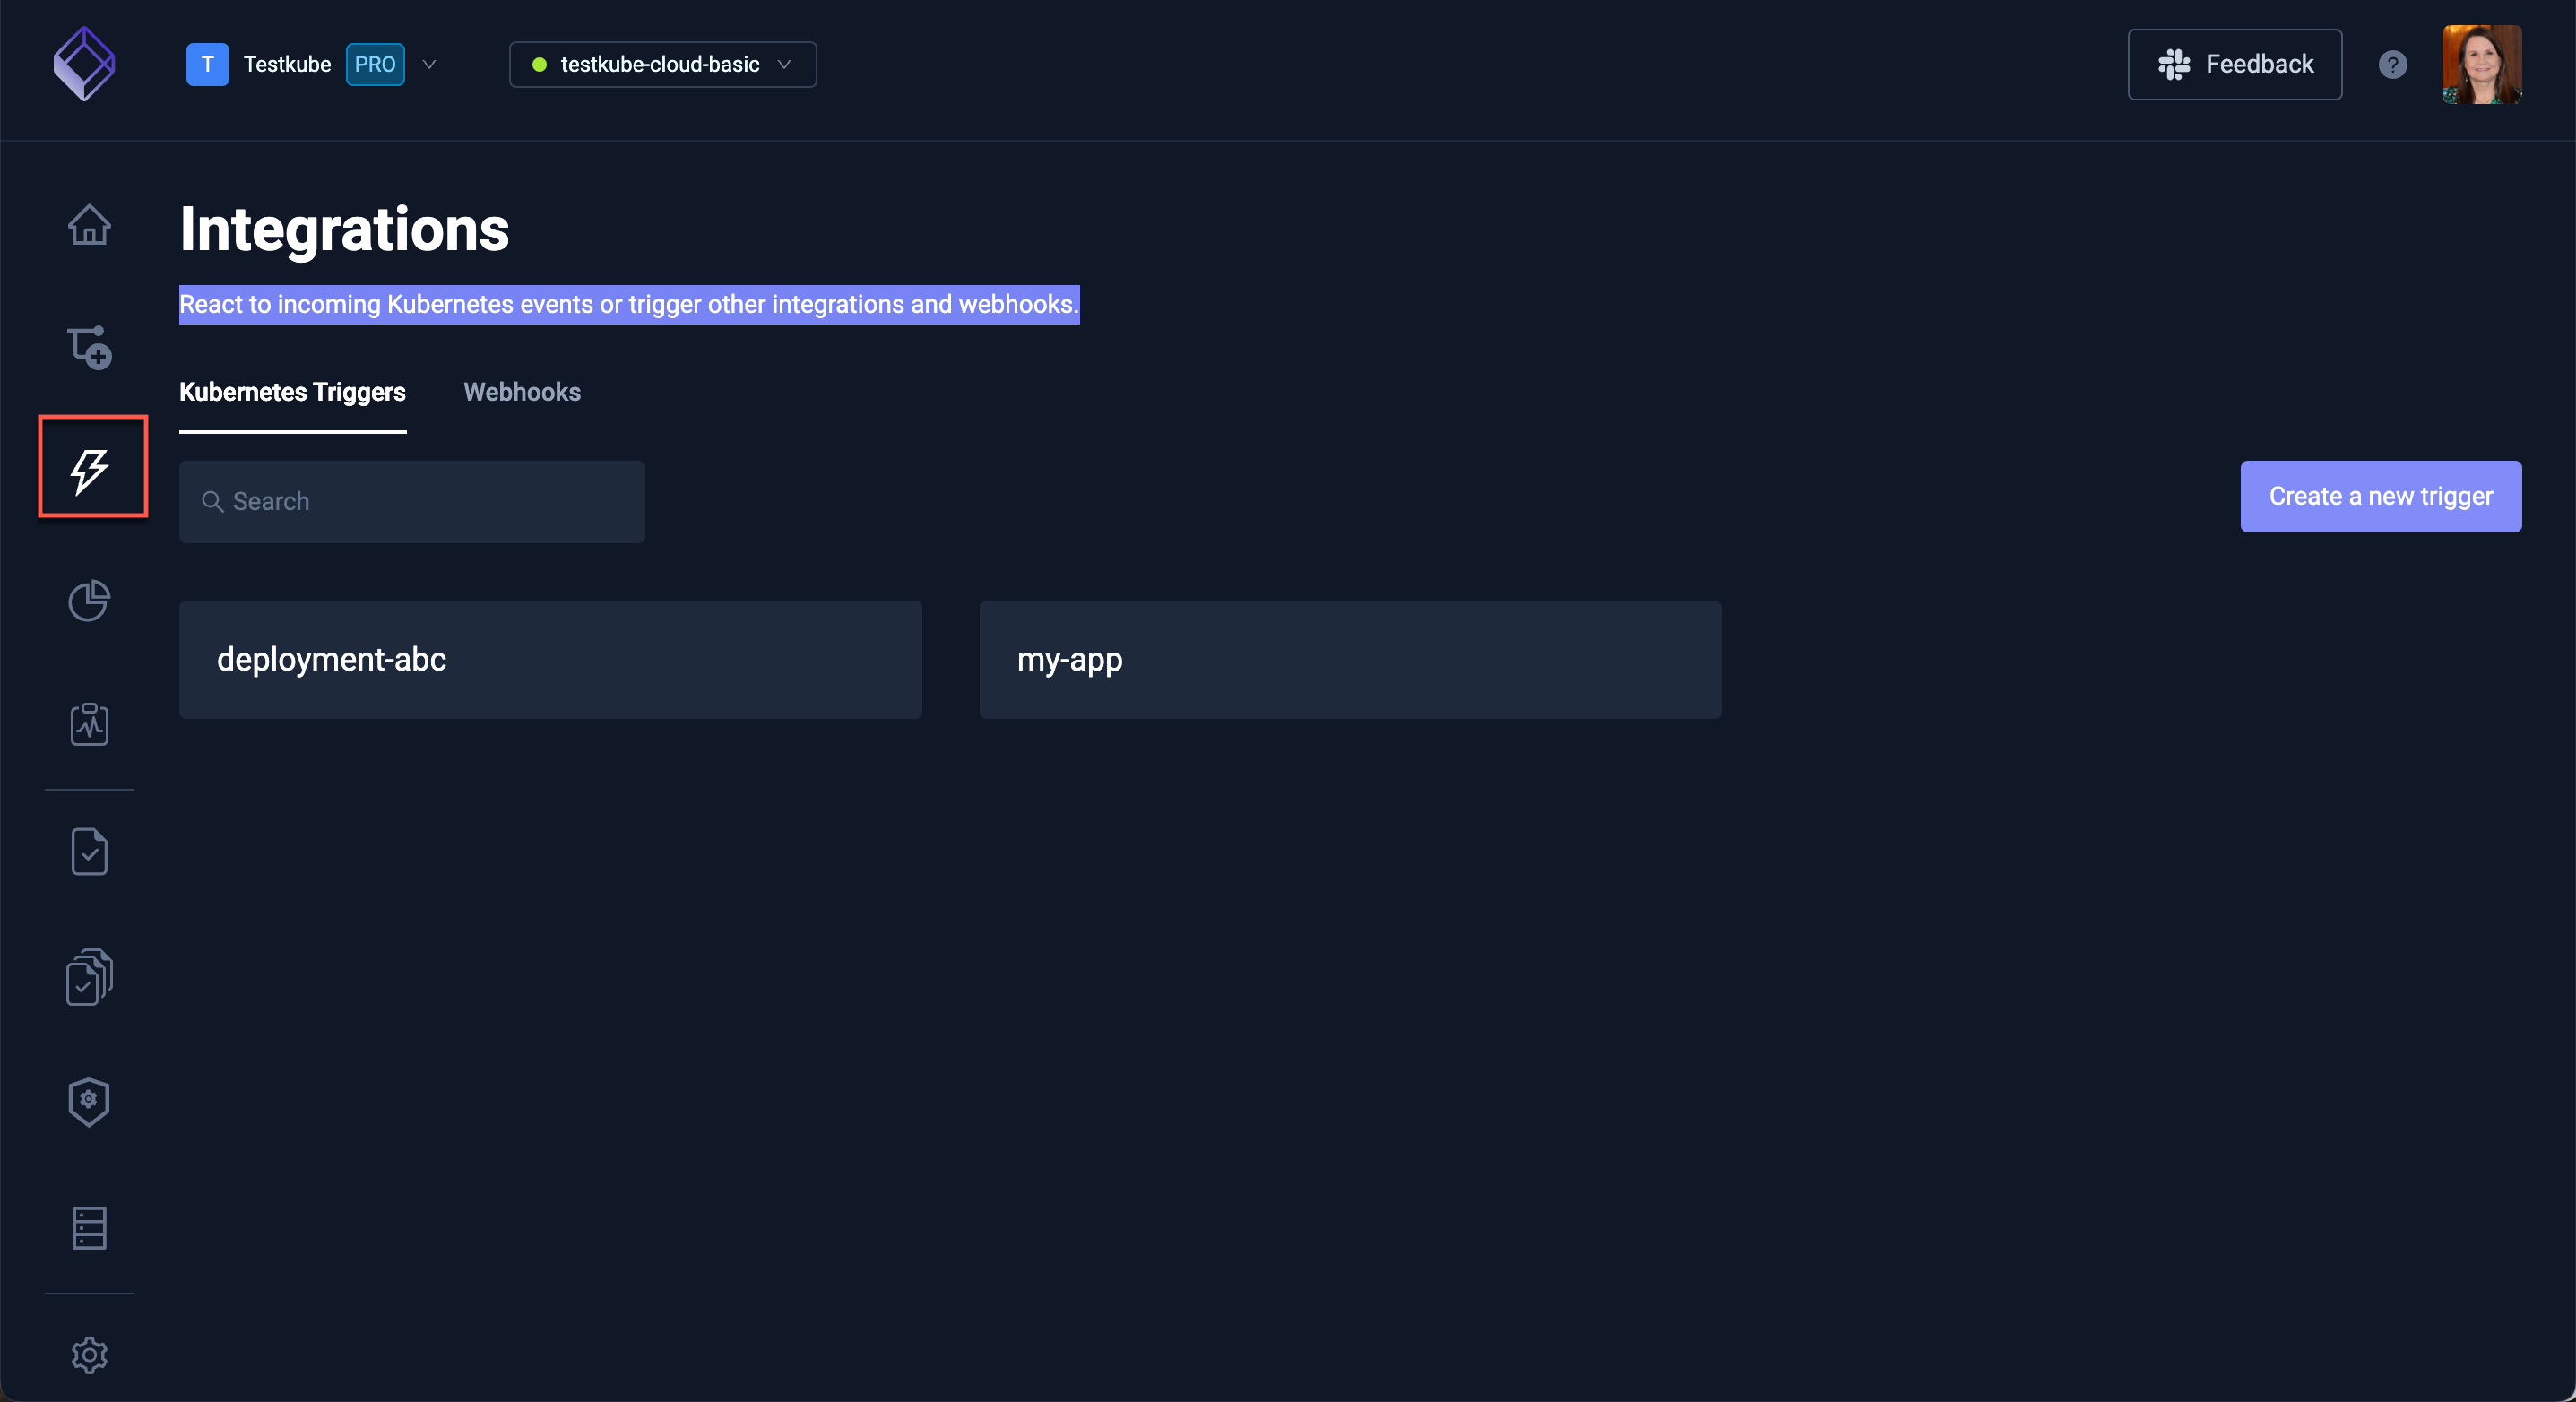 T Testkube PRO testkube-cloud-basic Feedback ?
Integrations
React to incoming Kubernetes events or trigger other integrations and webhooks.
Kubernetes Triggers Webhooks
Search Create a new trigger
deployment-abc my-app